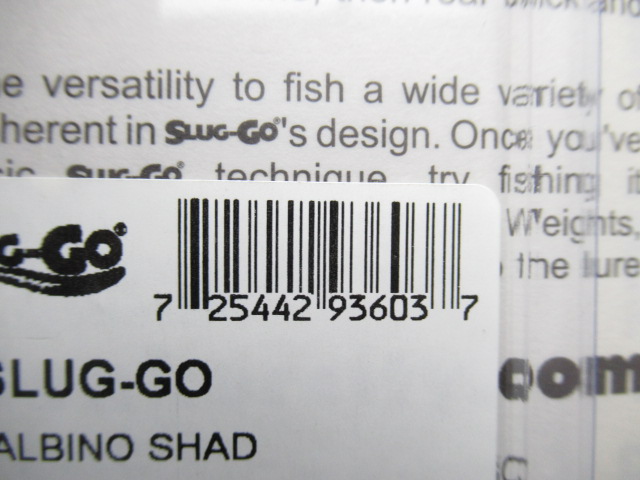 versatility to fish a wide variety of
herent in SLUG-GO®'s design. Once you've
SLUG-GO® technique, try fishing it
Weights,
the lure
G-GO®
7 25442 93603 7
SLUG-GO
ALBINO SHAD